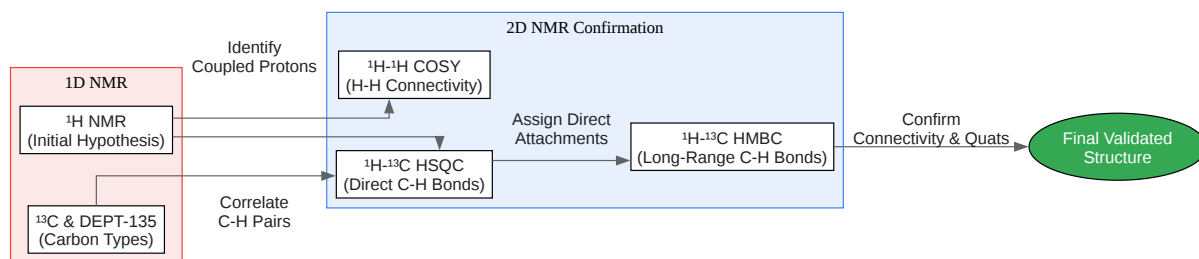 2D NMR Confirmation
Identify
Coupled Protons
1D NMR
¹H-¹H COSY
(H-H Connectivity)
¹H NMR
(Initial Hypothesis)
Assign Direct
Attachments
Confirm
Connectivity & Quats
¹H-¹³C HMBC
(Long-Range C-H Bonds)
Final Validated
Structure
¹H-¹³C HSQC
(Direct C-H Bonds)
Correlate
C-H Pairs
¹³C & DEPT-135
(Carbon Types)